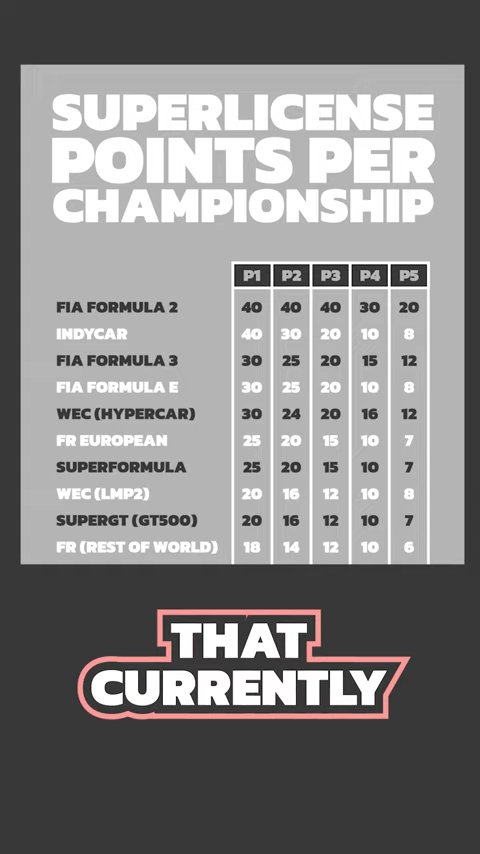 SUPERLICENSE
POINTS PER
CHAMPIONSHIP
P1 P2 P3 P4 P5
FIA FORMULA 2 40 40 40 30 20
INDYCAR 40 30 20 10 8
FIA FORMULA 3 30 25 20 15 12
FIA FORMULA E 30 25 20 10 8
WEC (HYPERCAR) 30 24 20 16 12
FR EUROPEAN 25 20 15 10 7
SUPERFORMULA 25 20 15 10 7
WEC (LMP2) 20 16 12 10 8
SUPERGT (GT500) 20 16 12 10 7
FR (REST OF WORLD) 18 14 12 10 6
THAT
CURRENTLY